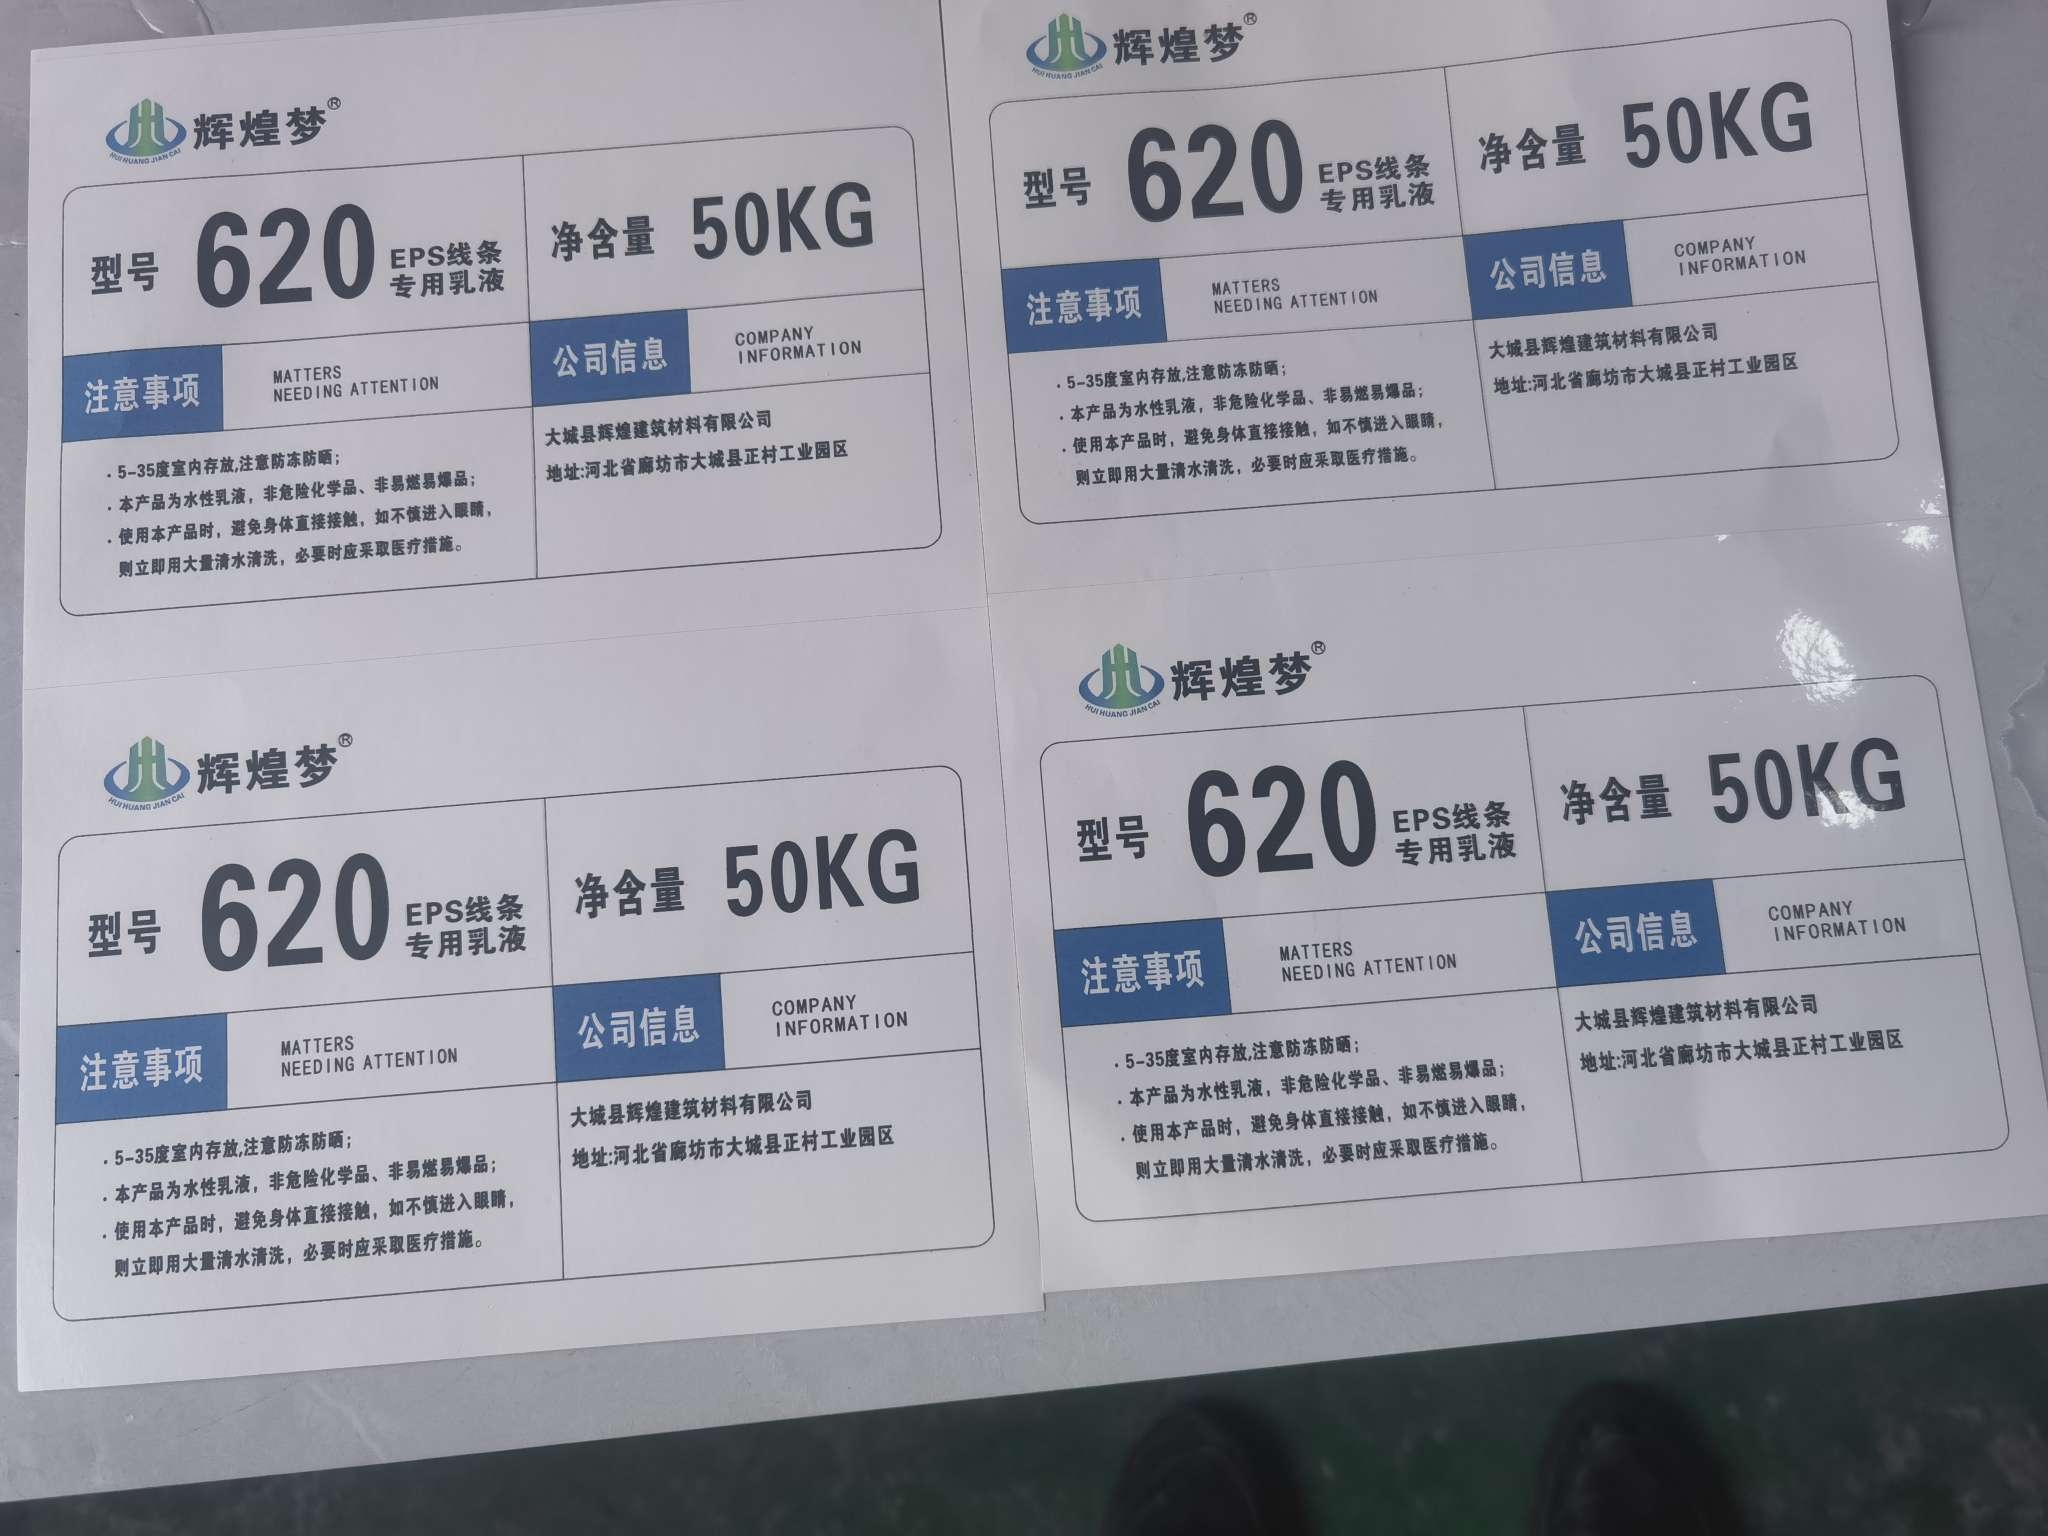 辉煌梦®
HUI HUANG JIAN CAI
型号 620 EPS线条
专用乳液
净含量 50KG
注意事项
MATTERS
NEEDING ATTENTION
公司信息
COMPANY
INFORMATION
· 5-35度室内存放,注意防冻防晒;
· 本产品为水性乳液，非危险化学品、非易燃易爆品;
· 使用本产品时，避免身体直接接触，如不慎进入眼睛，
则立即用大量清水清洗，必要时应采取医疗措施。
大城县辉煌建筑材料有限公司
地址:河北省廊坊市大城县正村工业园区
辉煌梦®
HUI HUANG JIAN CAI
型号 620 EPS线条
专用乳液
净含量 50KG
注意事项
MATTERS
NEEDING ATTENTION
公司信息
COMPANY
INFORMATION
· 5-35度室内存放,注意防冻防晒;
· 本产品为水性乳液，非危险化学品、非易燃易爆品;
· 使用本产品时，避免身体直接接触，如不慎进入眼睛，
则立即用大量清水清洗，必要时应采取医疗措施。
大城县辉煌建筑材料有限公司
地址:河北省廊坊市大城县正村工业园区
辉煌梦®
HUI HUANG JIAN CAI
型号 620 EPS线条
专用乳液
净含量 50KG
注意事项
MATTERS
NEEDING ATTENTION
公司信息
COMPANY
INFORMATION
· 5-35度室内存放,注意防冻防晒;
· 本产品为水性乳液，非危险化学品、非易燃易爆品;
· 使用本产品时，避免身体直接接触，如不慎进入眼睛，
则立即用大量清水清洗，必要时应采取医疗措施。
大城县辉煌建筑材料有限公司
地址:河北省廊坊市大城县正村工业园区
辉煌梦®
HUI HUANG JIAN CAI
型号 620 EPS线条
专用乳液
净含量 50KG
注意事项
MATTERS
NEEDING ATTENTION
公司信息
COMPANY
INFORMATION
· 5-35度室内存放,注意防冻防晒;
· 本产品为水性乳液，非危险化学品、非易燃易爆品;
· 使用本产品时，避免身体直接接触，如不慎进入眼睛，
则立即用大量清水清洗，必要时应采取医疗措施。
大城县辉煌建筑材料有限公司
地址:河北省廊坊市大城县正村工业园区